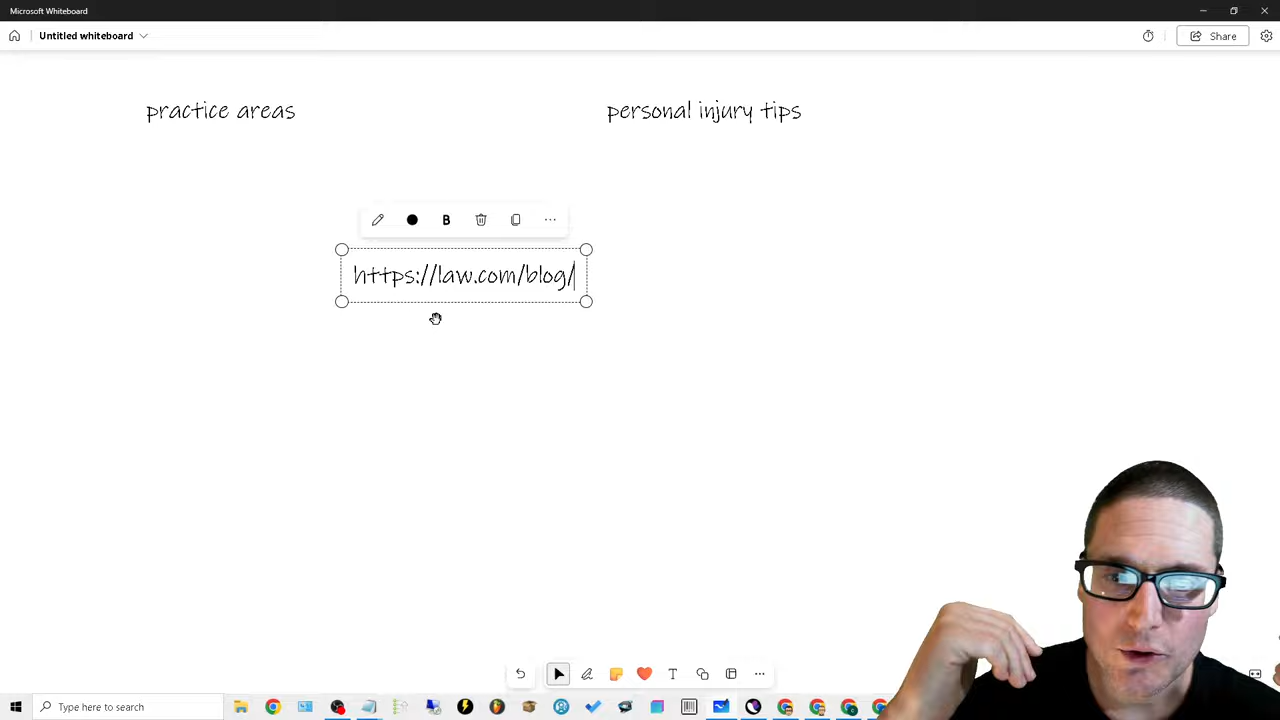 Microsoft Whiteboard
Untitled whiteboard
Share
practice areas
personal injury tips
B
https://law.com/blog/
T
Type here to search